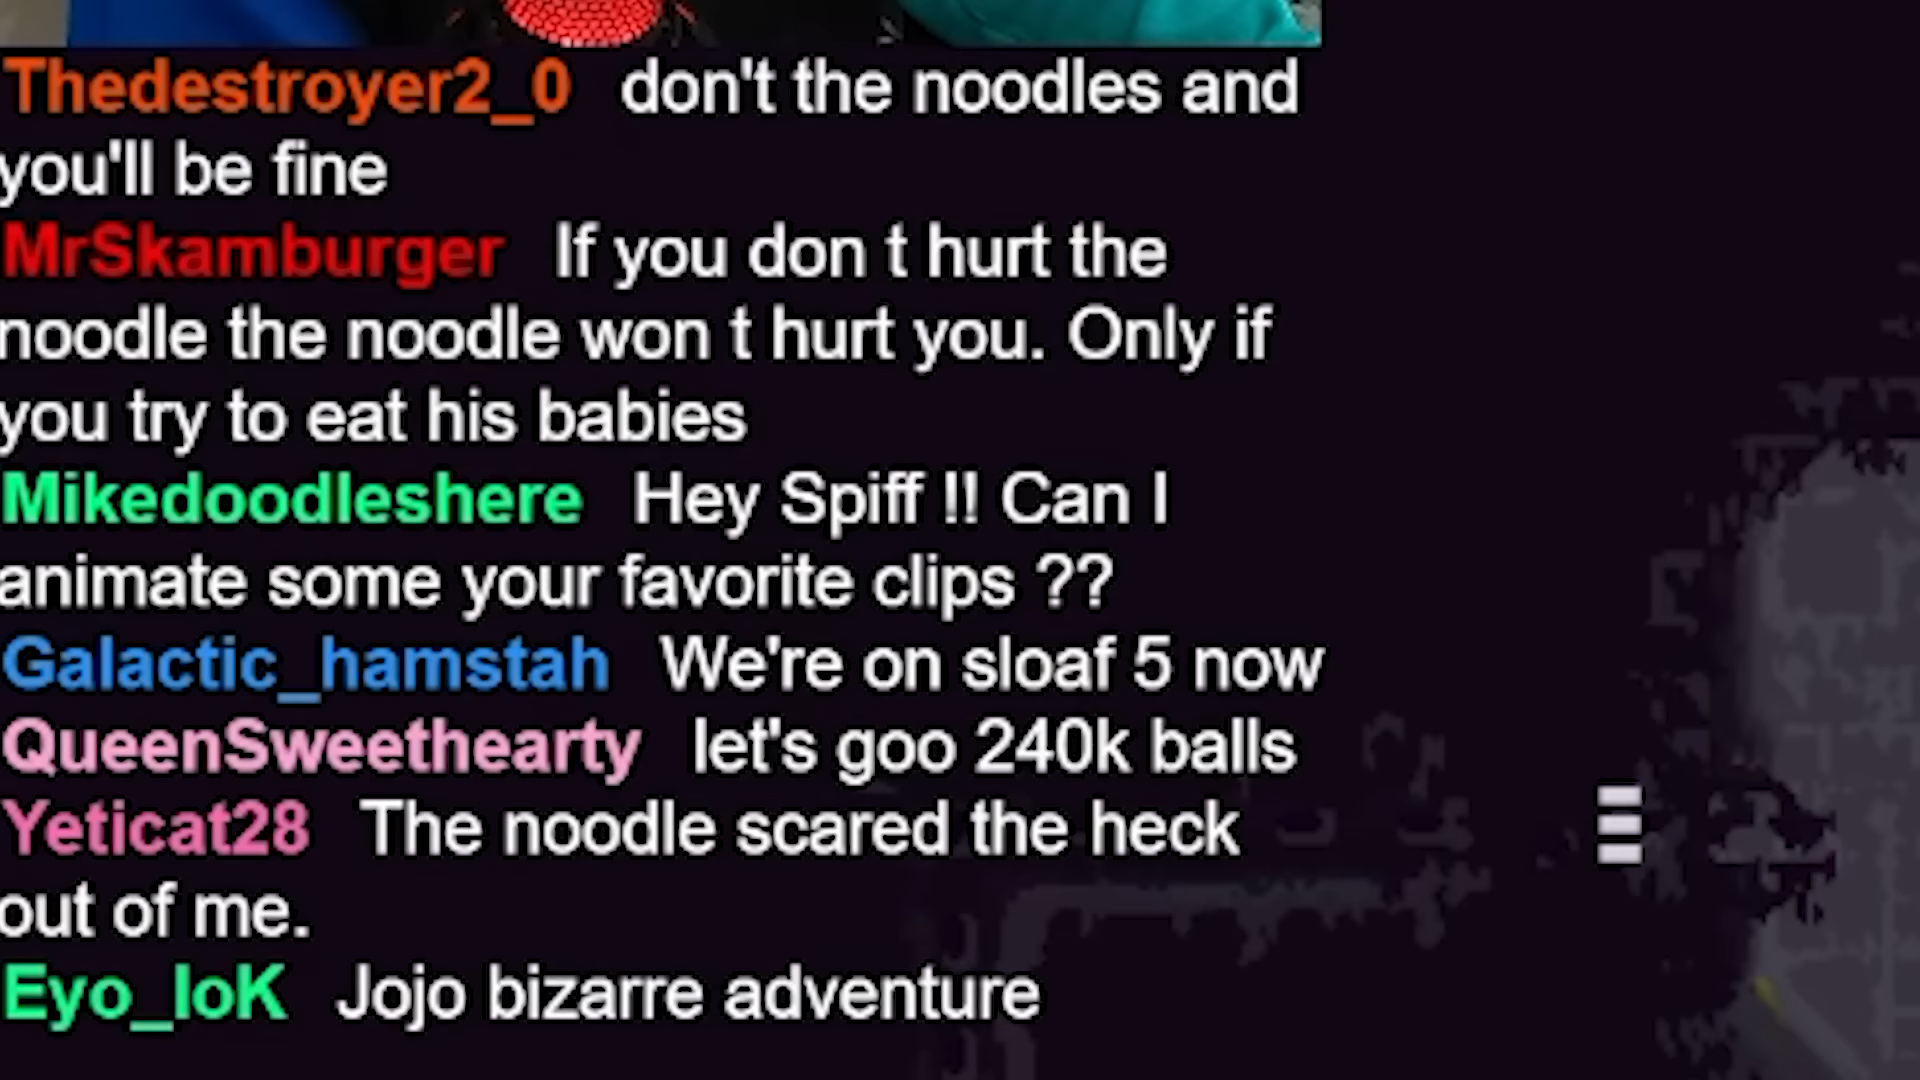 Thedestroyer2_0 don't the noodles and
you'll be fine
MrSkamburger If you don t hurt the
noodle the noodle won t hurt you. Only if
you try to eat his babies
Mikedoodleshere Hey Spiff !! Can I
animate some your favorite clips ??
Galactic_hamstah We're on sloaf 5 now
QueenSweethearty let's goo 240k balls
Yeticat28 The noodle scared the heck
out of me.
Eyo_loK Jojo bizarre adventure